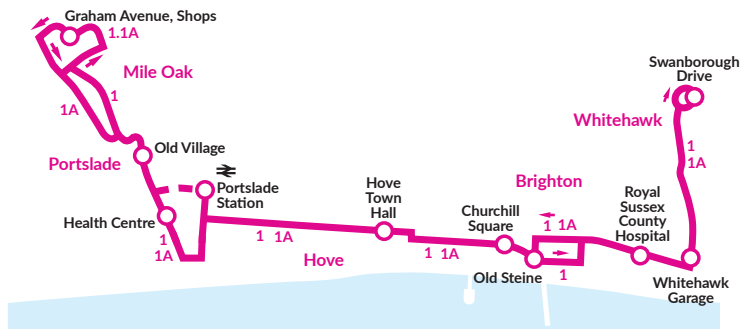 Graham Avenue, Shops
1.1A
Mile Oak
1
1A
Old Village
Portslade
Portslade
Station
Health Centre
1
1A
1 1A
Hove
Hove
Town
Hall
1 1A
Churchill
Square
Brighton
1 1A
Old Steine
1
Royal
Sussex
County
Hospital
Swanborough
Drive
Whitehawk
1
1A
Whitehawk
Garage